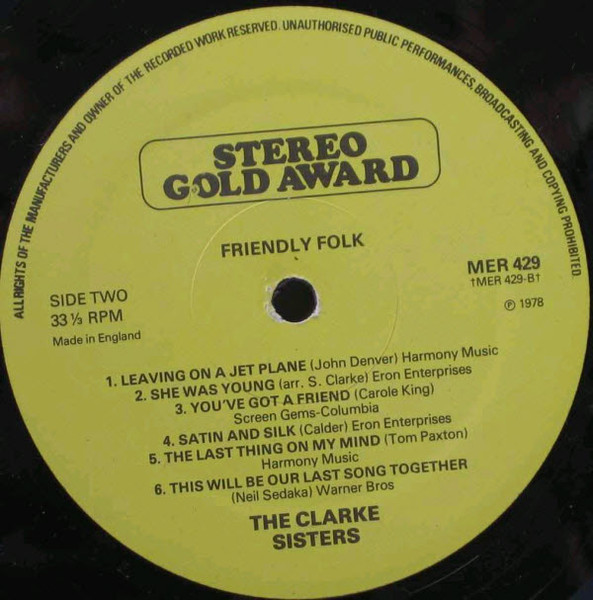 ALL RIGHTS OF THE MANUFACTURERS AND OWNER OF THE RECORDED WORK RESERVED. UNAUTHORISED PUBLIC PERFORMANCES, BROADCASTING AND COPYING PROHIBITED.
STEREO
GOLD AWARD
FRIENDLY FOLK
SIDE TWO
33 ⅓ RPM
Made in England
MER 429
†MER 429-B†
℗ 1978
1. LEAVING ON A JET PLANE (John Denver) Harmony Music
2. SHE WAS YOUNG (arr. S. Clarke) Eron Enterprises
3. YOU'VE GOT A FRIEND (Carole King)
Screen Gems-Columbia
4. SATIN AND SILK (Calder) Eron Enterprises
5. THE LAST THING ON MY MIND (Tom Paxton)
Harmony Music
6. THIS WILL BE OUR LAST SONG TOGETHER
(Neil Sedaka) Warner Bros
THE CLARKE
SISTERS